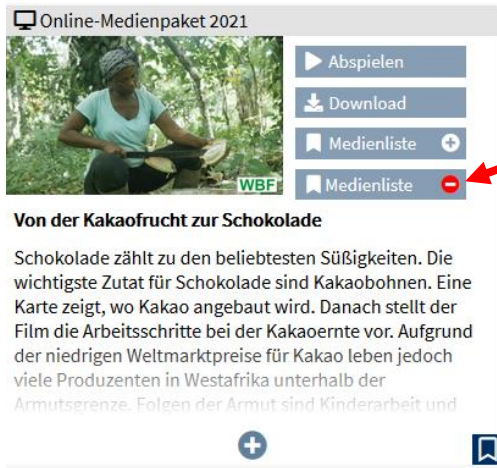 Online-Medienpaket 2021
Abspielen
Download
Medienliste
Medienliste
WBF
Von der Kakaofrucht zur Schokolade
Schokolade zählt zu den beliebtesten Süßigkeiten. Die
wichtigste Zutat für Schokolade sind Kakaobohnen. Eine
Karte zeigt, wo Kakao angebaut wird. Danach stellt der
Film die Arbeitsschritte bei der Kakaoernte vor. Aufgrund
der niedrigen Weltmarktpreise für Kakao leben jedoch
viele Produzenten in Westafrika unterhalb der
Armutsgrenze. Folgen der Armut sind Kinderarbeit und